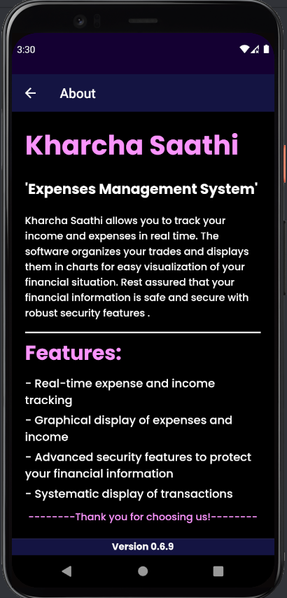 3:30
About
Kharcha Saathi
'Expenses Management System'
Kharcha Saathi allows you to track your
income and expenses in real time. The
software organizes your trades and displays
them in charts for easy visualization of your
financial situation. Rest assured that your
financial information is safe and secure with
robust security features .
Features:
- Real-time expense and income
tracking
- Graphical display of expenses and
income
- Advanced security features to protect
your financial information
- Systematic display of transactions
--------Thank you for choosing us!--------
Version 0.6.9